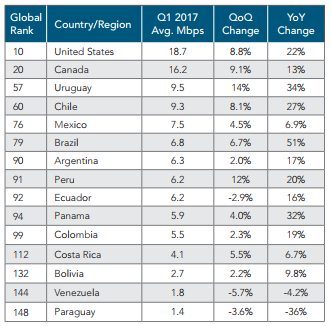 Global Rank Country/Region Q1 2017 Avg. Mbps QoQ Change YoY Change
10 United States 18.7 8.8% 22%
20 Canada 16.2 9.1% 13%
57 Uruguay 9.5 14% 34%
60 Chile 9.3 8.1% 27%
76 Mexico 7.5 4.5% 6.9%
79 Brazil 6.8 6.7% 51%
90 Argentina 6.3 2.0% 17%
91 Peru 6.2 12% 20%
92 Ecuador 6.2 -2.9% 16%
94 Panama 5.9 4.0% 32%
99 Colombia 5.5 2.3% 19%
112 Costa Rica 4.1 5.5% 6.7%
132 Bolivia 2.7 2.2% 9.8%
144 Venezuela 1.8 -5.7% -4.2%
148 Paraguay 1.4 -3.6% -36%